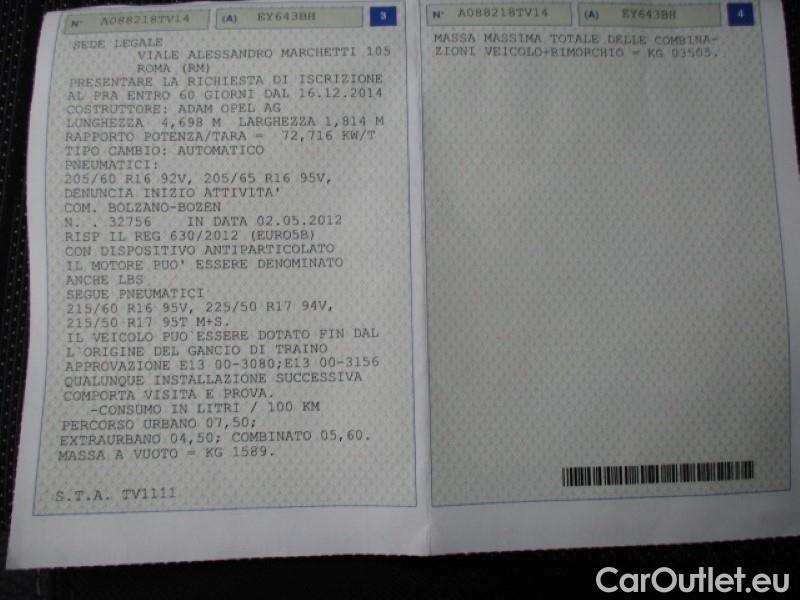 N° A088218TV14 (A) EY643BH 3
SEDE LEGALE
VIALE ALESSANDRO MARCHETTI 105
ROMA (RM)
PRESENTARE LA RICHIESTA DI ISCRIZIONE
AL PRA ENTRO 60 GIORNI DAL 16.12.2014
COSTRUTTORE: ADAM OPEL AG
LUNGHEZZA 4,698 M LARGHEZZA 1,814 M
RAPPORTO POTENZA/TARA = 72,716 KW/T
TIPO CAMBIO: AUTOMATICO
PNEUMATICI:
205/60 R16 92V, 205/65 R16 95V,
DENUNCIA INIZIO ATTIVITA'
COM. BOLZANO-BOZEN
N. . 32756 IN DATA 02.05.2012
RISP IL REG 630/2012 (EURO5B)
CON DISPOSITIVO ANTIPARTICOLATO
IL MOTORE PUO' ESSERE DENOMINATO
ANCHE LBS
SEGUE PNEUMATICI
215/60 R16 95V, 225/50 R17 94V,
215/50 R17 95T M+S.
IL VEICOLO PUO`ESSERE DOTATO FIN DAL
L`ORIGINE DEL GANCIO DI TRAINO
APPROVAZIONE E13 00-3080;E13 00-3156
QUALUNQUE INSTALLAZIONE SUCCESSIVA
COMPORTA VISITA E PROVA.
-CONSUMO IN LITRI / 100 KM
PERCORSO URBANO 07,50;
EXTRAURBANO 04,50; COMBINATO 05,60.
MASSA A VUOTO = KG 1589.
S.T.A. TV1111
N° A088218TV14 (A) EY643BH 4
MASSA MASSIMA TOTALE DELLE COMBINA-
ZIONI VEICOLO+RIMORCHIO = KG 03505.
CarOutlet.eu